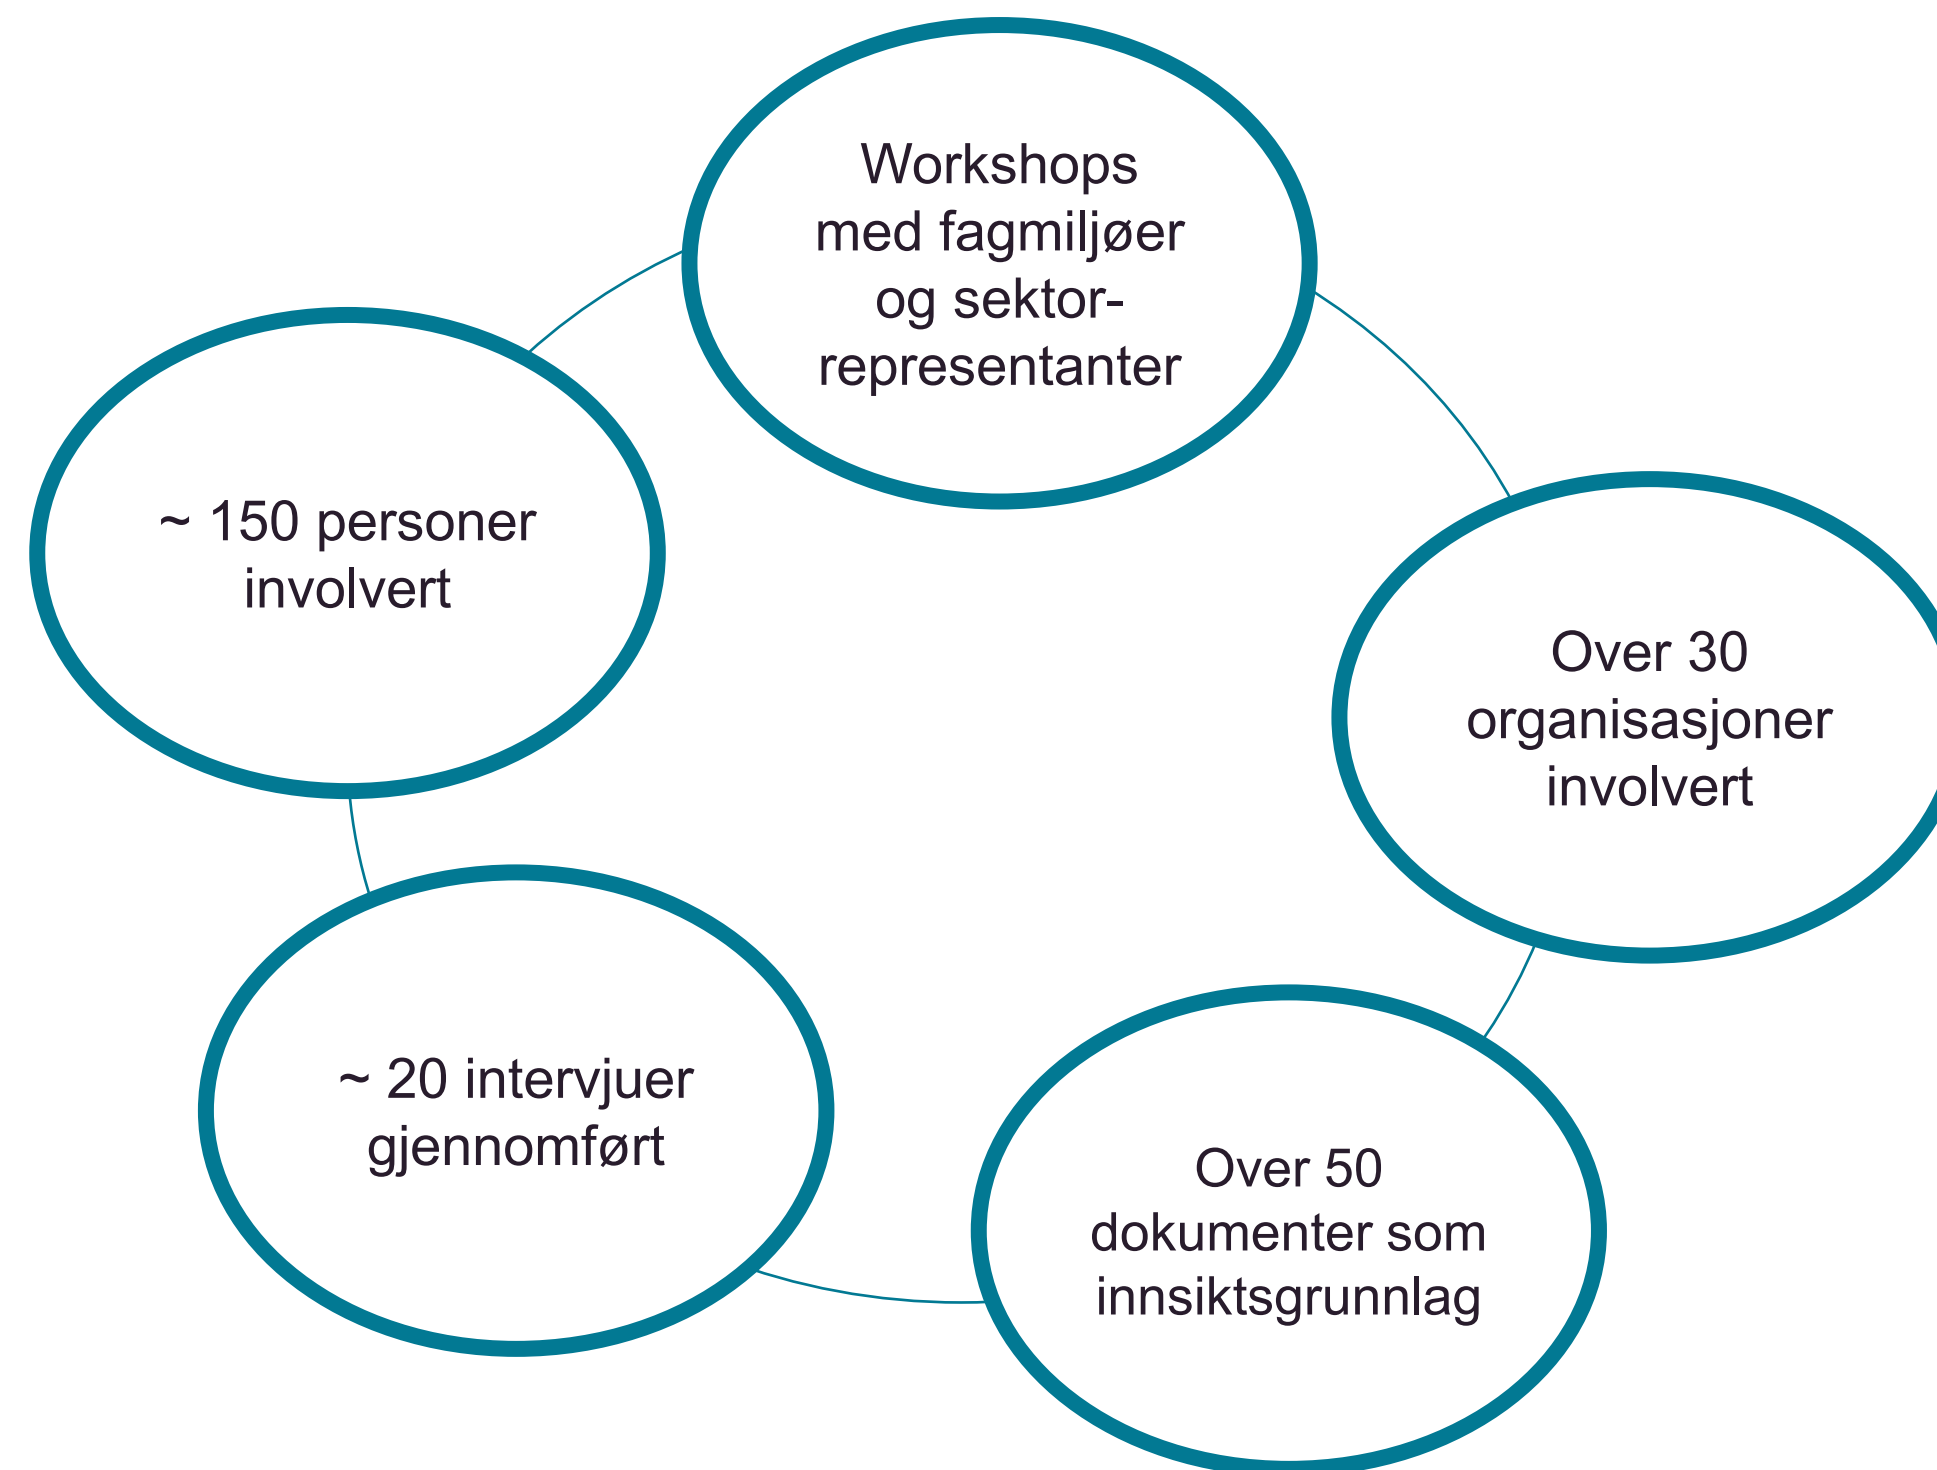 Workshops
med fagmiljøer
og sektor-
representanter
Over 30
organisasjoner
involvert
Over 50
dokumenter som
innsiktsgrunnlag
~ 20 intervjuer
gjennomført
~ 150 personer
involvert